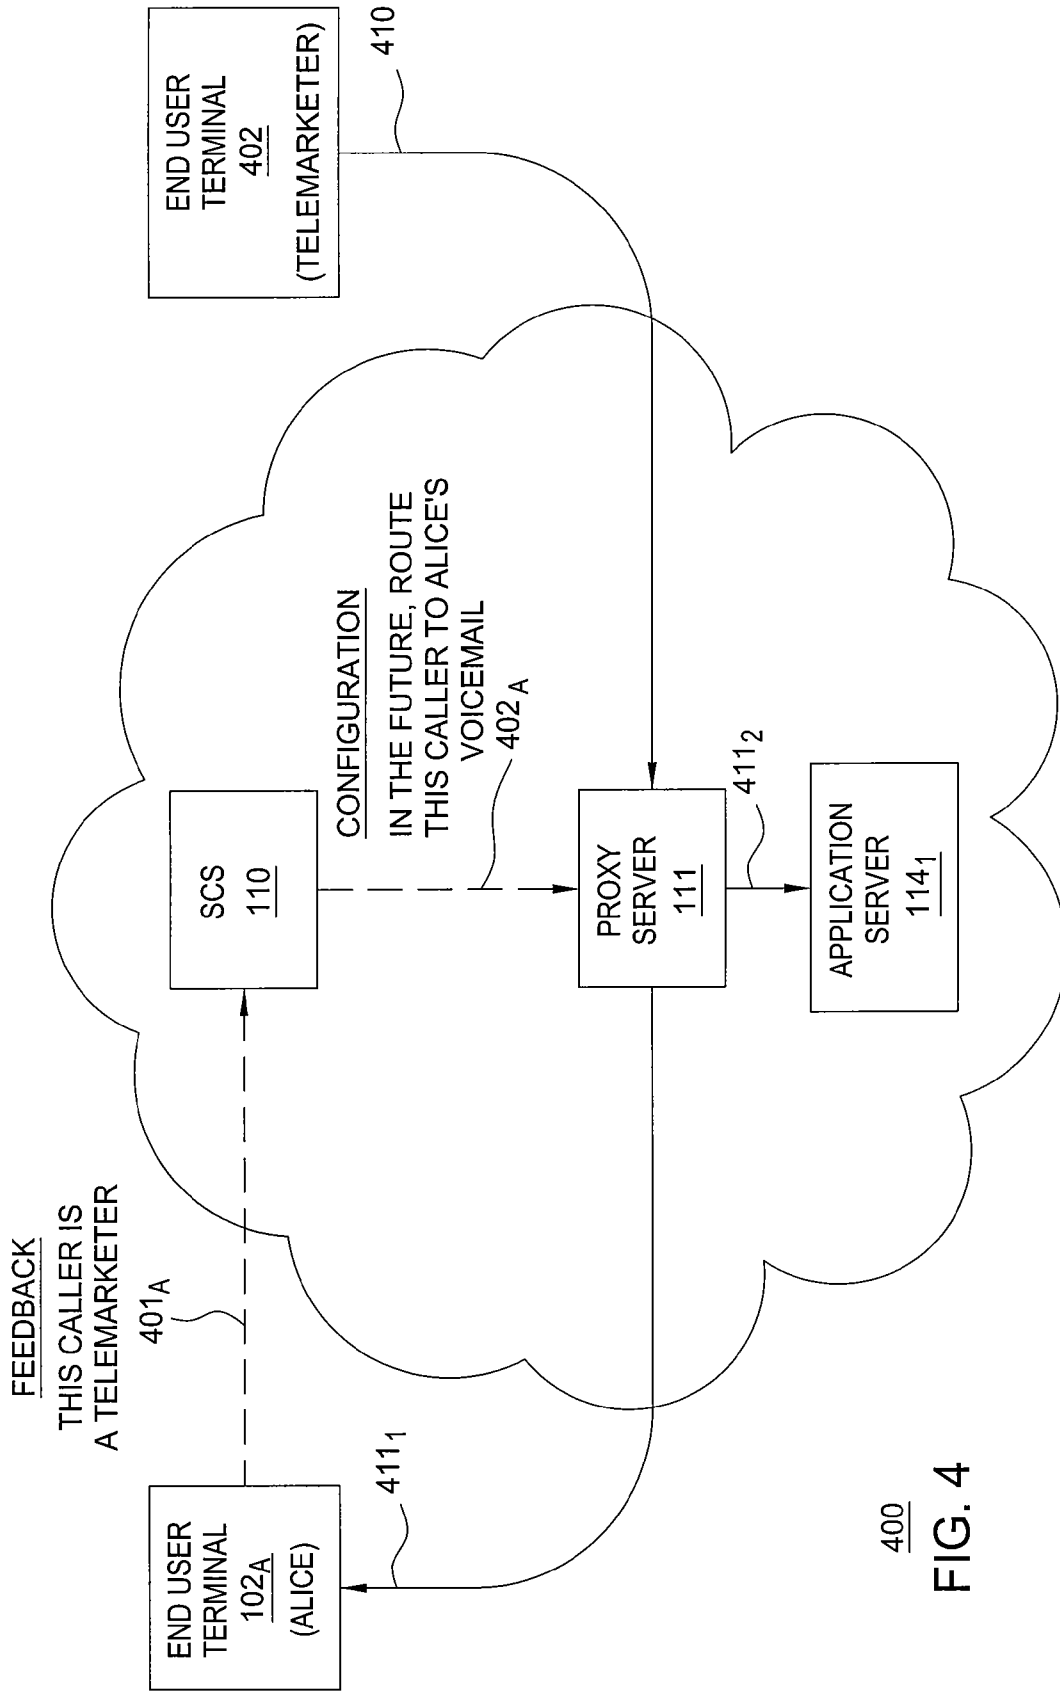 FEEDBACK
THIS CALLER IS
A TELEMARKETER
401A
END USER
TERMINAL
102A
(ALICE)
4111
SCS
110
CONFIGURATION
IN THE FUTURE, ROUTE
THIS CALLER TO ALICE'S
VOICEMAIL
402A
PROXY
SERVER
111
4112
APPLICATION
SERVER
1141
END USER
TERMINAL
402
(TELEMARKETER)
410
400
FIG. 4